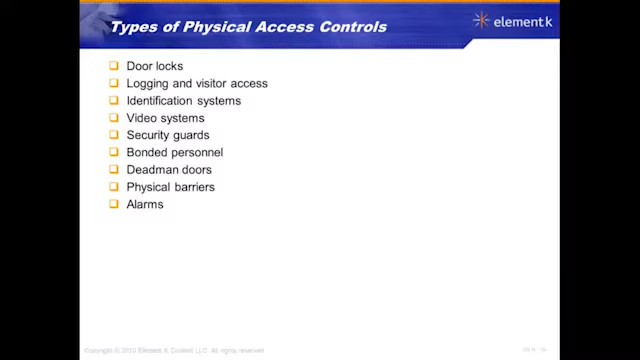 Types of Physical Access Controls
element k
Door locks
Logging and visitor access
Identification systems
Video systems
Security guards
Bonded personnel
Deadman doors
Physical barriers
Alarms
Copyright © 2010 Element K Content LLC. All rights reserved.